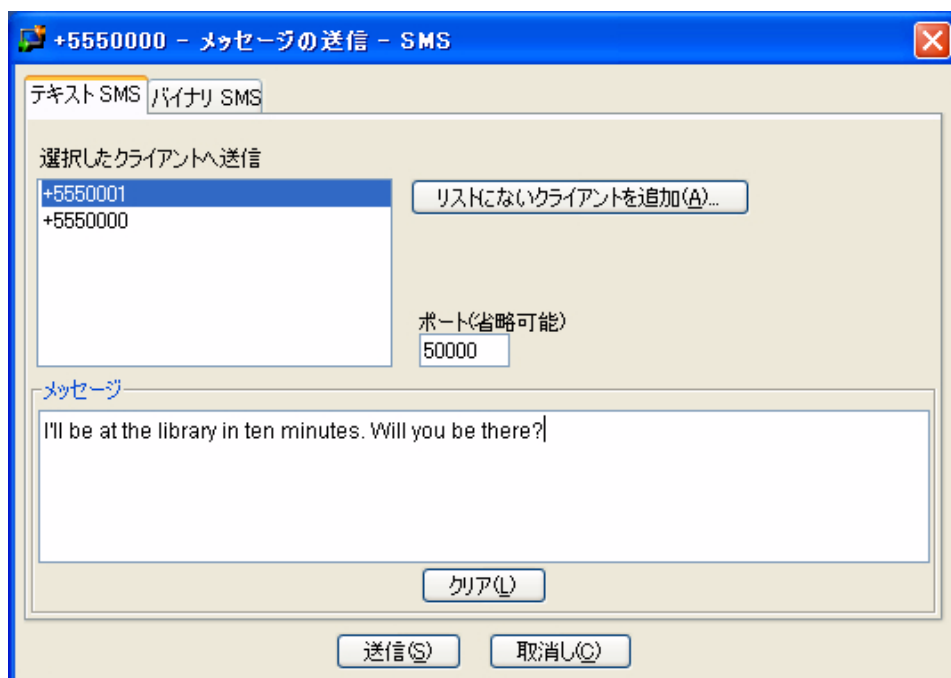 +5550000 - メッセージの送信 - SMS
テキスト SMS バイナリ SMS
選択したクライアントへ送信
+5550001
+5550000
リストにないクライアントを追加(A)...
ポート(省略可能)
50000
メッセージ
I'll be at the library in ten minutes. Will you be there?
クリア(L)
送信(S) 取消し(C)